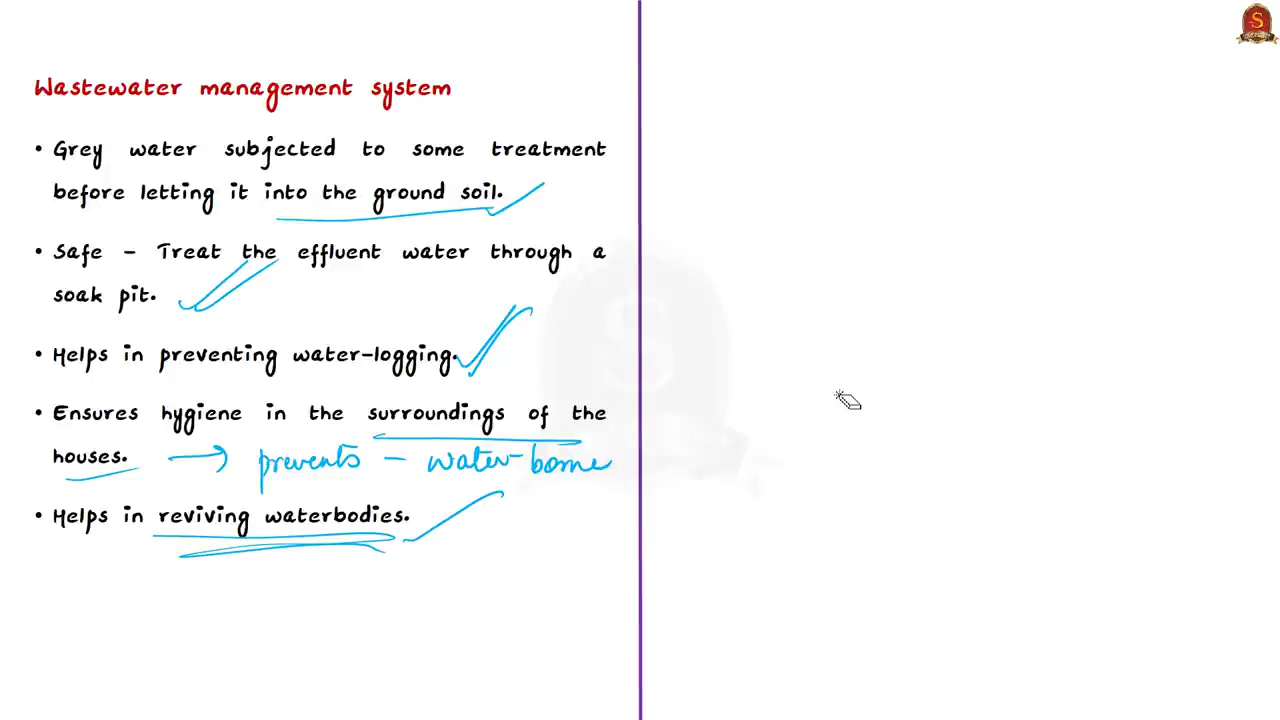 Wastewater management system
• Grey water subjected to some treatment
before letting it into the ground soil.
• Safe – Treat the effluent water through a
soak pit.
• Helps in preventing water-logging.
• Ensures hygiene in the surroundings of the
houses. → prevents – water-borne
• Helps in reviving waterbodies.
S